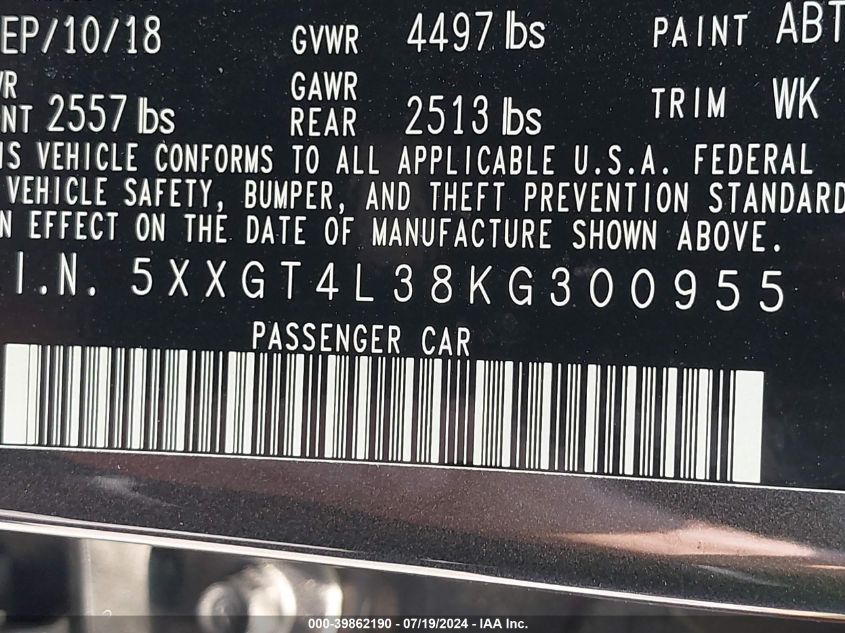 EP/10/18 GVWR 4497 lbs PAINT ABT
GAWR
NT 2557 lbs REAR 2513 lbs TRIM WK
IS VEHICLE CONFORMS TO ALL APPLICABLE U.S.A. FEDERAL
VEHICLE SAFETY, BUMPER, AND THEFT PREVENTION STANDARD
N EFFECT ON THE DATE OF MANUFACTURE SHOWN ABOVE.
I.N. 5XXGT4L38KG300955
PASSENGER CAR
000-39862190 - 07/19/2024 - IAA Inc.